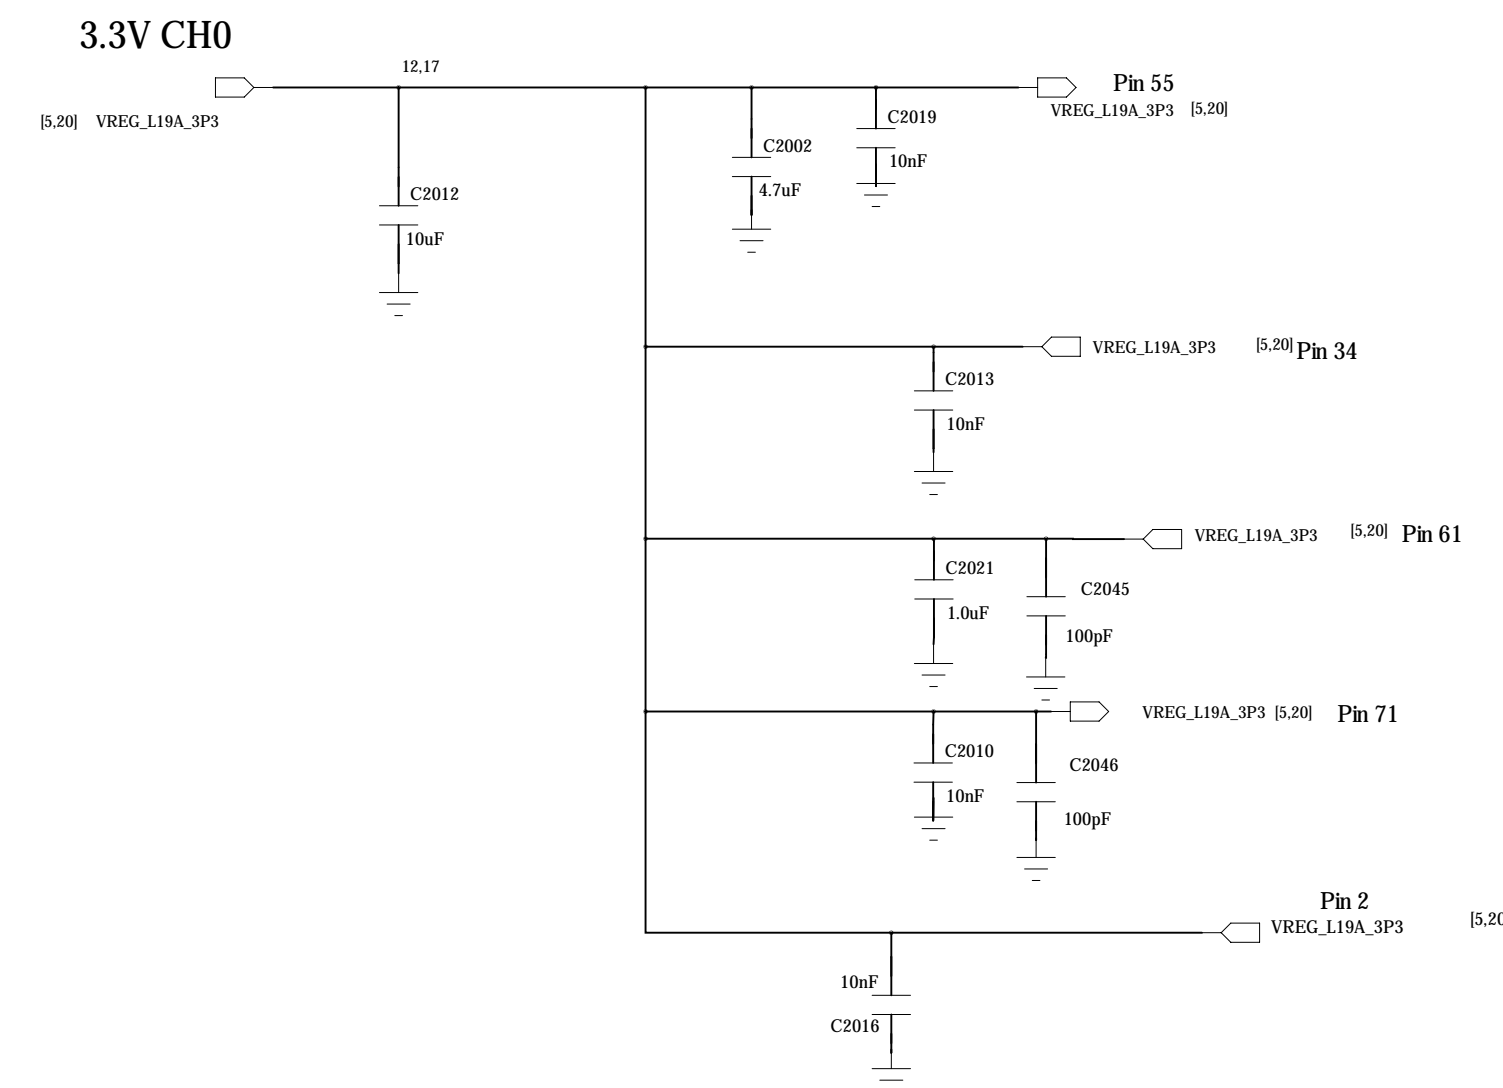 3.3V CH0
12,17
[5,20] VREG_L19A_3P3
Pin 55
VREG_L19A_3P3 [5,20]
C2019
10nF
C2002
4.7uF
C2012
10uF
VREG_L19A_3P3 [5,20] Pin 34
C2013
10nF
VREG_L19A_3P3 [5,20] Pin 61
C2021
1.0uF
C2045
100pF
VREG_L19A_3P3 [5,20] Pin 71
C2010
10nF
C2046
100pF
Pin 2
VREG_L19A_3P3 [5,20
10nF
C2016